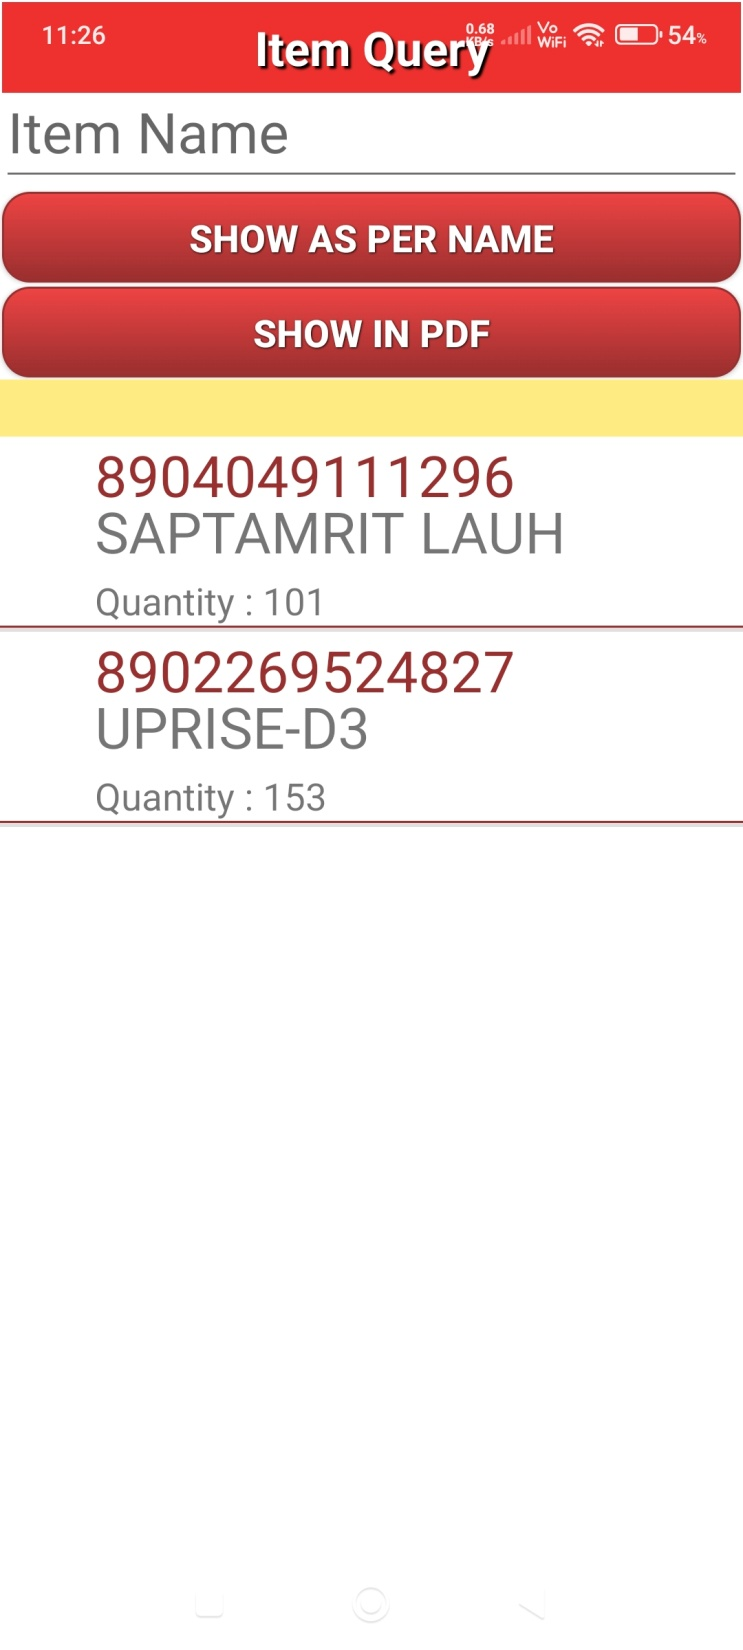 11:26
0.68 KB/s
Vo WiFi
54%
Item Query
Item Name
SHOW AS PER NAME
SHOW IN PDF
8904049111296
SAPTAMRIT LAUH
Quantity : 101
8902269524827
UPRISE-D3
Quantity : 153